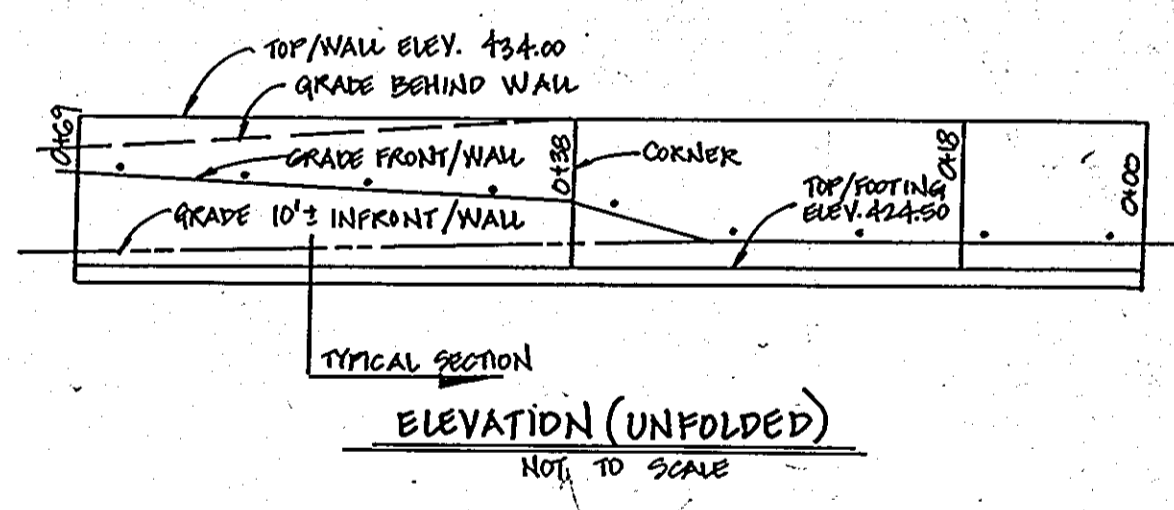 TOP/WALL ELEV. 434.00
GRADE BEHIND WALL
0+69
GRADE FRONT/WALL
0+38
CORNER
TOP/FOOTING
ELEV. 424.50
0+18
0+00
GRADE 10'± INFRONT/WALL
TYPICAL SECTION
ELEVATION (UNFOLDED)
NOT TO SCALE